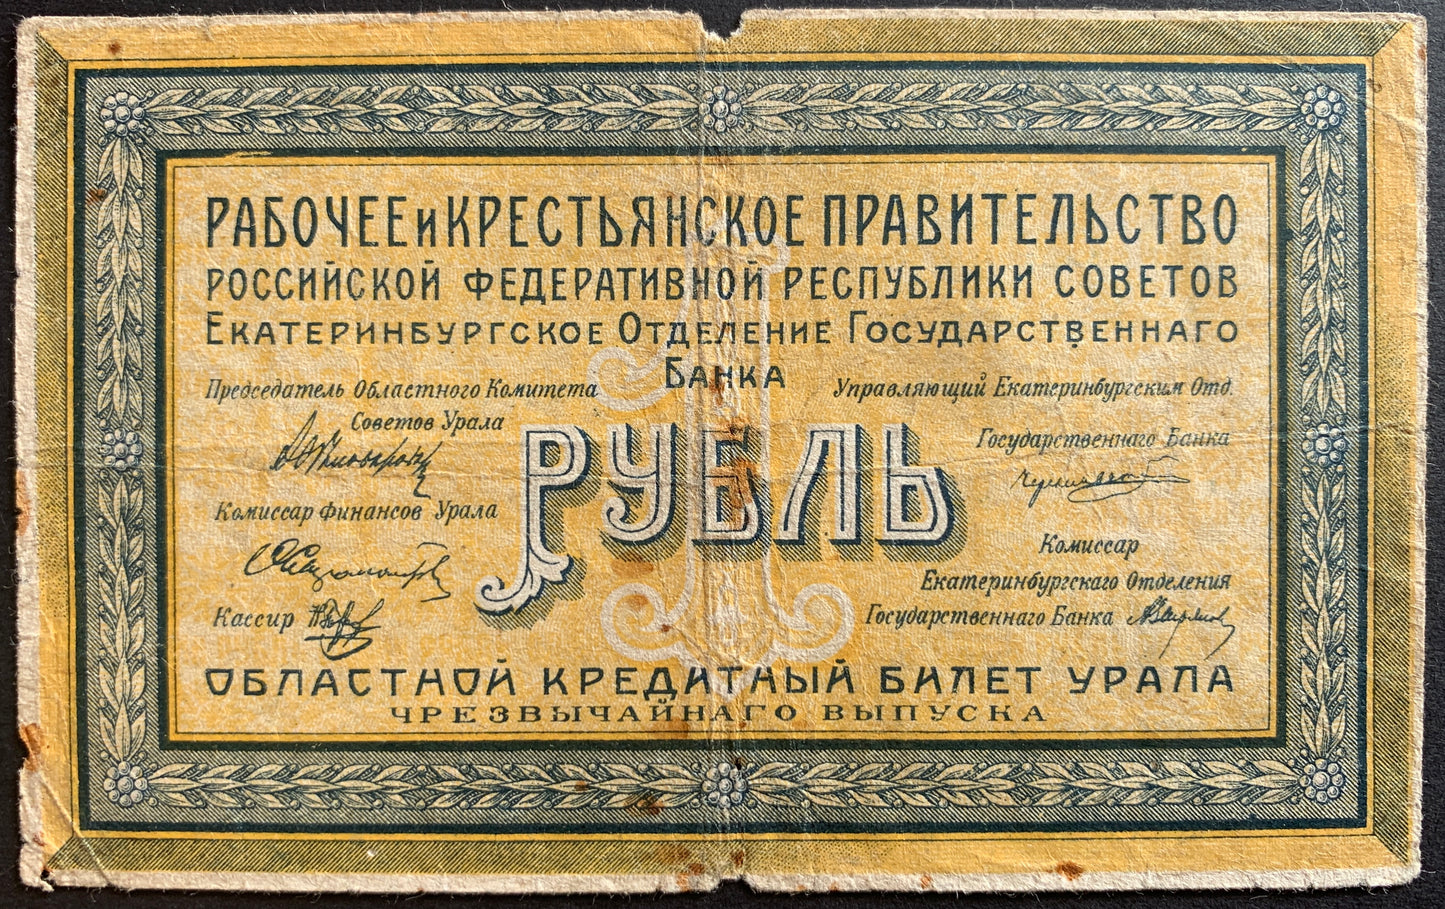 РАБОЧЕЕ и КРЕСТЬЯНСКОЕ ПРАВИТЕЛЬСТВО
РОССИЙСКОЙ ФЕДЕРАТИВНОЙ РЕСПУБЛИКИ СОВЕТОВ
ЕКАТЕРИНБУРГСКОЕ ОТДЕЛЕНИЕ ГОСУДАРСТВЕННАГО
БАНКА
Председатель Областного Комитета
Советов Урала
Комиссар финансов Урала
Кассир
1
РУБЛЬ
Управляющий Екатеринбургским Отд.
Государственнаго Банка
Комиссар
Екатеринбургскаго Отделения
Государственнаго Банка
ОБЛАСТНОЙ КРЕДИТНЫЙ БИЛЕТ УРАЛА
ЧРЕЗВЫЧАЙНАГО ВЫПУСКА